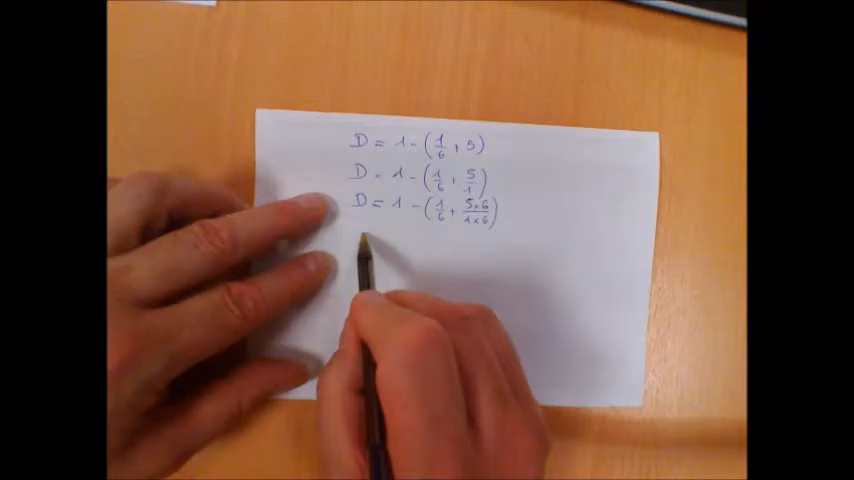 D = 1 - (1/6 + 5)
D = 1 - (1/6 + 5/1)
D = 1 - (1/6 + 5×6/1×6)